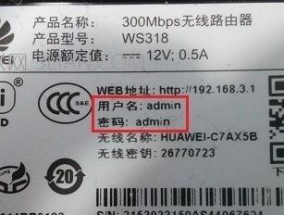 300Mbps无线路由器
产品名称:
产品型号: WS318
电源额定值: ⎓ 12V; 0.5A
WEB地址: http://192.168.3.1
用户名: admin
密码: admin
无线名称: HUAWEI-C7AX5B
无线密钥: 26770723
CCC
S&E
20